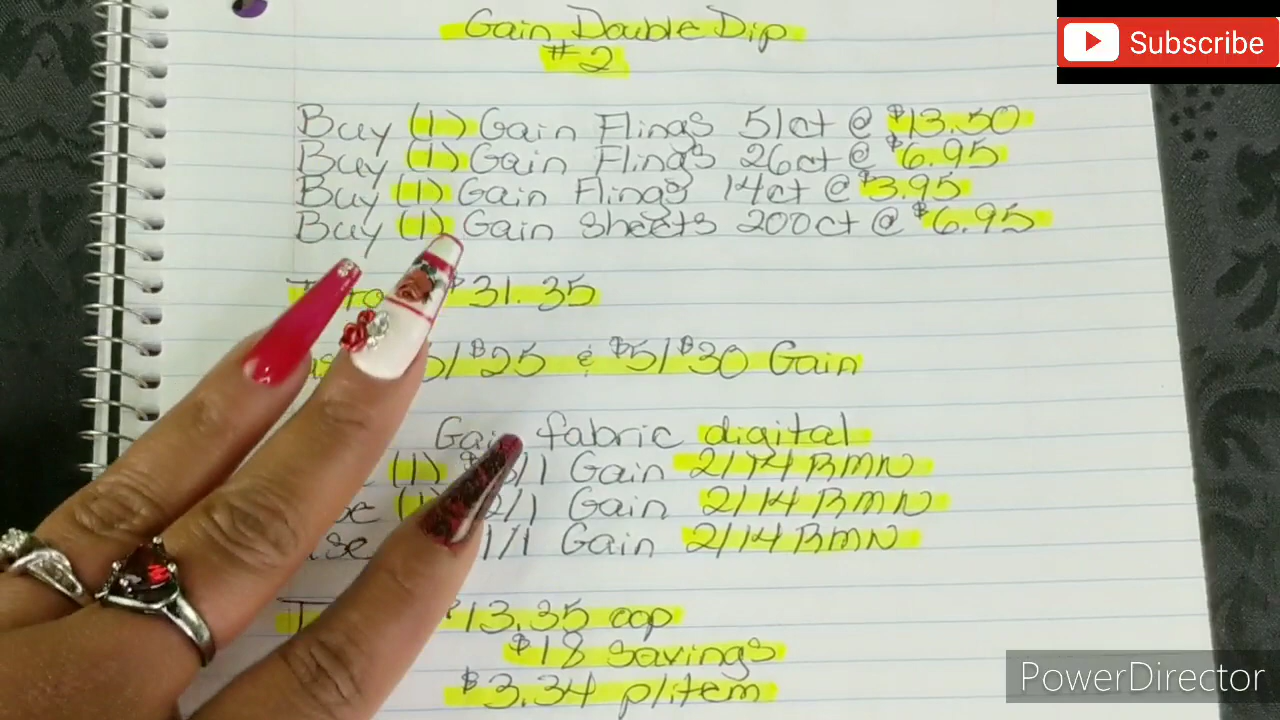 Gain Double Dip
#2
Subscribe
Buy (1) Gain Flings 51ct @ $13.50
Buy (1) Gain Flings 26ct @ $6.95
Buy (1) Gain Flings 14ct @ $3.95
Buy (1) Gain Sheets 200ct @ $6.95
$31.35
$25 & $5/$30 Gain
Gain fabric digital
(1) /1 Gain 2/14 RMN
2/1 Gain 2/14 RMN
use 1/1 Gain 2/14 RMN
$13.35 oop
$18 savings
$3.34 p/item
PowerDirector